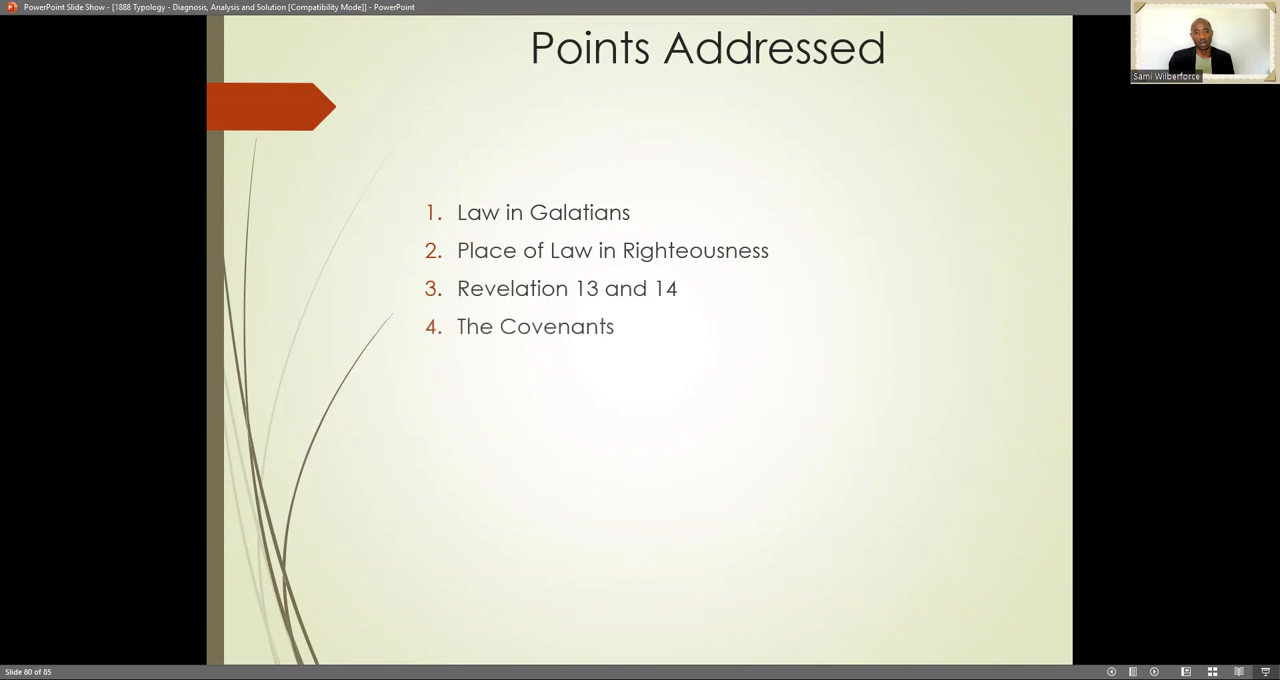 PowerPoint Slide Show - [1888 Typology - Diagnosis, Analysis and Solution [Compatibility Mode]] - PowerPoint
Points Addressed
Sami Wilberforce
1. Law in Galatians
2. Place of Law in Righteousness
3. Revelation 13 and 14
4. The Covenants
Slide 80 of 85